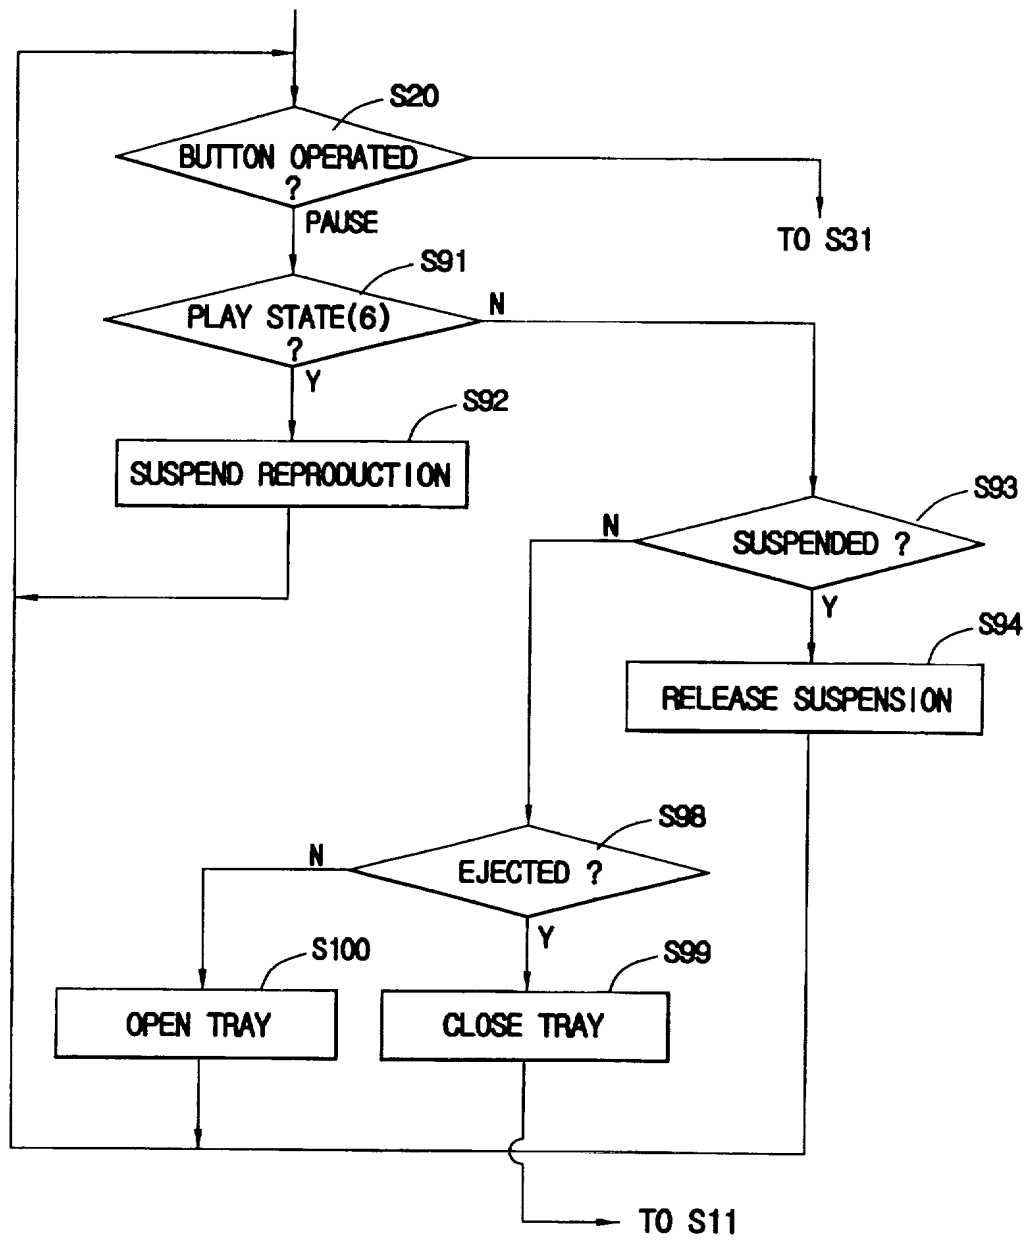 S20
BUTTON OPERATED
?
PAUSE
TO S31
S91
PLAY STATE(6)
?
N
Y
S92
SUSPEND REPRODUCTION
S93
SUSPENDED ?
N
Y
S94
RELEASE SUSPENSION
S98
EJECTED ?
N
Y
S100
OPEN TRAY
S99
CLOSE TRAY
TO S11